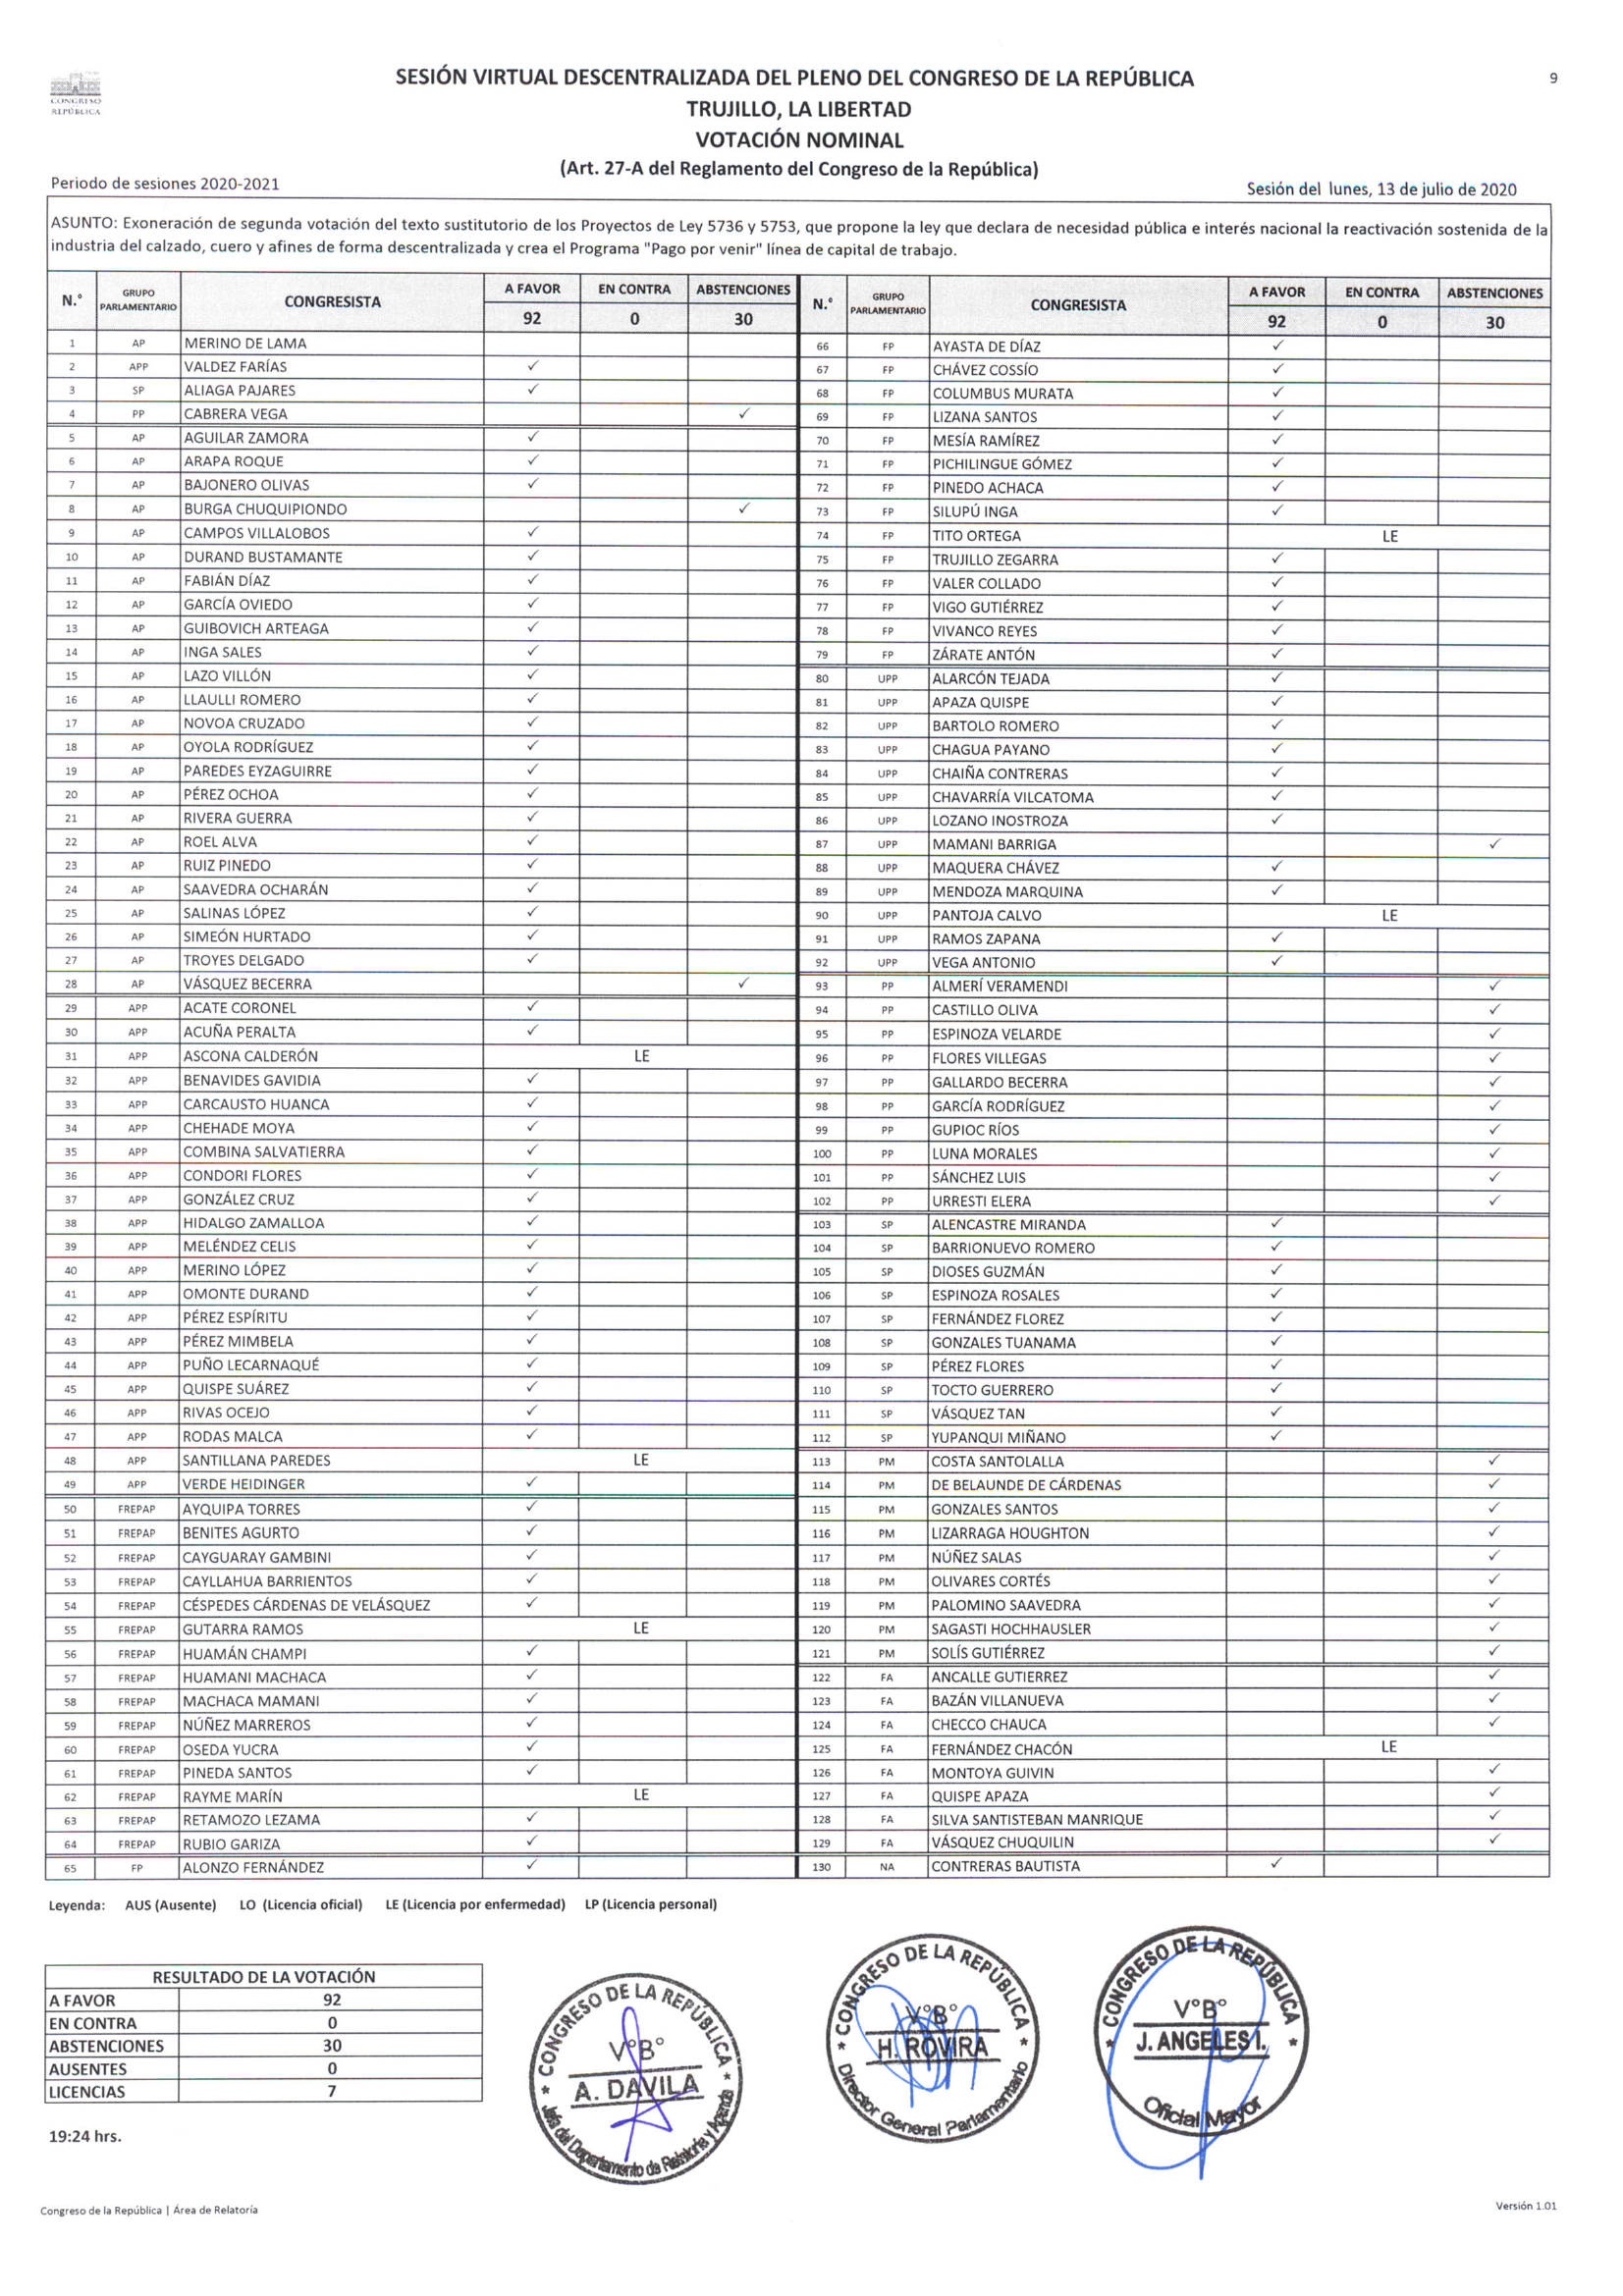 CONGRESO
REPÚBLICA
SESIÓN VIRTUAL DESCENTRALIZADA DEL PLENO DEL CONGRESO DE LA REPÚBLICA
9
TRUJILLO, LA LIBERTAD
VOTACIÓN NOMINAL
(Art. 27-A del Reglamento del Congreso de la República)
Periodo de sesiones 2020-2021
Sesión del lunes, 13 de julio de 2020
ASUNTO: Exoneración de segunda votación del texto sustitutorio de los Proyectos de Ley 5736 y 5753, que propone la ley que declara de necesidad pública e interés nacional la reactivación sostenida de la
industria del calzado, cuero y afines de forma descentralizada y crea el Programa "Pago por venir" línea de capital de trabajo.
N.° GRUPO PARLAMENTARIO CONGRESISTA A FAVOR EN CONTRA ABSTENCIONES
92 0 30
1 AP MERINO DE LAMA
2 APP VALDEZ FARÍAS ✓
3 SP ALIAGA PAJARES ✓
4 PP CABRERA VEGA ✓
5 AP AGUILAR ZAMORA ✓
6 AP ARAPA ROQUE ✓
7 AP BAJONERO OLIVAS ✓
8 AP BURGA CHUQUIPIONDO ✓
9 AP CAMPOS VILLALOBOS ✓
10 AP DURAND BUSTAMANTE ✓
11 AP FABIÁN DÍAZ ✓
12 AP GARCÍA OVIEDO ✓
13 AP GUIBOVICH ARTEAGA ✓
14 AP INGA SALES ✓
15 AP LAZO VILLÓN ✓
16 AP LLAULLI ROMERO ✓
17 AP NOVOA CRUZADO ✓
18 AP OYOLA RODRÍGUEZ ✓
19 AP PAREDES EYZAGUIRRE ✓
20 AP PÉREZ OCHOA ✓
21 AP RIVERA GUERRA ✓
22 AP ROEL ALVA ✓
23 AP RUIZ PINEDO ✓
24 AP SAAVEDRA OCHARÁN ✓
25 AP SALINAS LÓPEZ ✓
26 AP SIMEÓN HURTADO ✓
27 AP TROYES DELGADO ✓
28 AP VÁSQUEZ BECERRA ✓
29 APP ACATE CORONEL ✓
30 APP ACUÑA PERALTA ✓
31 APP ASCONA CALDERÓN LE
32 APP BENAVIDES GAVIDIA ✓
33 APP CARCAUSTO HUANCA ✓
34 APP CHEHADE MOYA ✓
35 APP COMBINA SALVATIERRA ✓
36 APP CONDORI FLORES ✓
37 APP GONZÁLEZ CRUZ ✓
38 APP HIDALGO ZAMALLOA ✓
39 APP MELÉNDEZ CELIS ✓
40 APP MERINO LÓPEZ ✓
41 APP OMONTE DURAND ✓
42 APP PÉREZ ESPÍRITU ✓
43 APP PÉREZ MIMBELA ✓
44 APP PUÑO LECARNAQUÉ ✓
45 APP QUISPE SUÁREZ ✓
46 APP RIVAS OCEJO ✓
47 APP RODAS MALCA ✓
48 APP SANTILLANA PAREDES LE
49 APP VERDE HEIDINGER ✓
50 FREPAP AYQUIPA TORRES ✓
51 FREPAP BENITES AGURTO ✓
52 FREPAP CAYGUARAY GAMBINI ✓
53 FREPAP CAYLLAHUA BARRIENTOS ✓
54 FREPAP CÉSPEDES CÁRDENAS DE VELÁSQUEZ ✓
55 FREPAP GUTARRA RAMOS LE
56 FREPAP HUAMÁN CHAMPI ✓
57 FREPAP HUAMANI MACHACA ✓
58 FREPAP MACHACA MAMANI ✓
59 FREPAP NÚÑEZ MARREROS ✓
60 FREPAP OSEDA YUCRA ✓
61 FREPAP PINEDA SANTOS ✓
62 FREPAP RAYME MARÍN LE
63 FREPAP RETAMOZO LEZAMA ✓
64 FREPAP RUBIO GARIZA ✓
65 FP ALONZO FERNÁNDEZ ✓
N.° GRUPO PARLAMENTARIO CONGRESISTA A FAVOR EN CONTRA ABSTENCIONES
92 0 30
66 FP AYASTA DE DÍAZ ✓
67 FP CHÁVEZ COSSÍO ✓
68 FP COLUMBUS MURATA ✓
69 FP LIZANA SANTOS ✓
70 FP MESÍA RAMÍREZ ✓
71 FP PICHILINGUE GÓMEZ ✓
72 FP PINEDO ACHACA ✓
73 FP SILUPÚ INGA ✓
74 FP TITO ORTEGA LE
75 FP TRUJILLO ZEGARRA ✓
76 FP VALER COLLADO ✓
77 FP VIGO GUTIÉRREZ ✓
78 FP VIVANCO REYES ✓
79 FP ZÁRATE ANTÓN ✓
80 UPP ALARCÓN TEJADA ✓
81 UPP APAZA QUISPE ✓
82 UPP BARTOLO ROMERO ✓
83 UPP CHAGUA PAYANO ✓
84 UPP CHAIÑA CONTRERAS ✓
85 UPP CHAVARRÍA VILCATOMA ✓
86 UPP LOZANO INOSTROZA ✓
87 UPP MAMANI BARRIGA ✓
88 UPP MAQUERA CHÁVEZ ✓
89 UPP MENDOZA MARQUINA ✓
90 UPP PANTOJA CALVO LE
91 UPP RAMOS ZAPANA ✓
92 UPP VEGA ANTONIO ✓
93 PP ALMERÍ VERAMENDI ✓
94 PP CASTILLO OLIVA ✓
95 PP ESPINOZA VELARDE ✓
96 PP FLORES VILLEGAS ✓
97 PP GALLARDO BECERRA ✓
98 PP GARCÍA RODRÍGUEZ ✓
99 PP GUPIOC RÍOS ✓
100 PP LUNA MORALES ✓
101 PP SÁNCHEZ LUIS ✓
102 PP URRESTI ELERA ✓
103 SP ALENCASTRE MIRANDA ✓
104 SP BARRIONUEVO ROMERO ✓
105 SP DIOSES GUZMÁN ✓
106 SP ESPINOZA ROSALES ✓
107 SP FERNÁNDEZ FLOREZ ✓
108 SP GONZALES TUANAMA ✓
109 SP PÉREZ FLORES ✓
110 SP TOCTO GUERRERO ✓
111 SP VÁSQUEZ TAN ✓
112 SP YUPANQUI MIÑANO ✓
113 PM COSTA SANTOLALLA ✓
114 PM DE BELAUNDE DE CÁRDENAS ✓
115 PM GONZALES SANTOS ✓
116 PM LIZARRAGA HOUGHTON ✓
117 PM NÚÑEZ SALAS ✓
118 PM OLIVARES CORTÉS ✓
119 PM PALOMINO SAAVEDRA ✓
120 PM SAGASTI HOCHHAUSLER ✓
121 PM SOLÍS GUTIÉRREZ ✓
122 FA ANCALLE GUTIERREZ ✓
123 FA BAZÁN VILLANUEVA ✓
124 FA CHECCO CHAUCA ✓
125 FA FERNÁNDEZ CHACÓN LE
126 FA MONTOYA GUIVIN ✓
127 FA QUISPE APAZA ✓
128 FA SILVA SANTISTEBAN MANRIQUE ✓
129 FA VÁSQUEZ CHUQUILIN ✓
130 NA CONTRERAS BAUTISTA ✓
Leyenda: AUS (Ausente) LO (Licencia oficial) LE (Licencia por enfermedad) LP (Licencia personal)
RESULTADO DE LA VOTACIÓN
A FAVOR 92
EN CONTRA 0
ABSTENCIONES 30
AUSENTES 0
LICENCIAS 7
19:24 hrs.
* CONGRESO DE LA REPÚBLICA *
V°B°
A. DAVILA
Jefa del Departamento de Relatoría y Agenda
* CONGRESO DE LA REPÚBLICA *
V°B°
H. ROVIRA
Director General Parlamentario
* CONGRESO DE LA REPÚBLICA *
V°B°
J. ANGELES I.
Oficial Mayor
Congreso de la República | Área de Relatoría
Versión 1.01